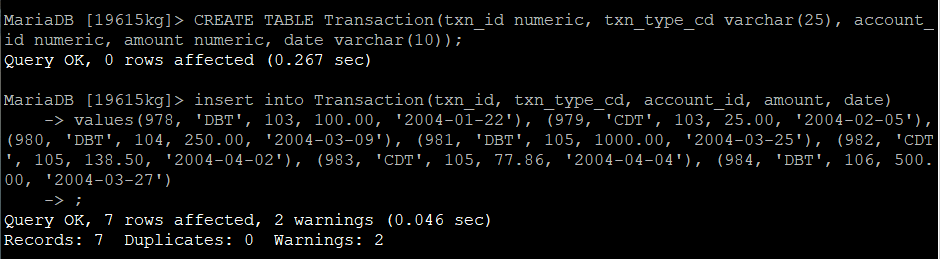 MariaDB [19615kg]> CREATE TABLE Transaction(txn_id numeric, txn_type_cd varchar(25), account_
id numeric, amount numeric, date varchar(10));
Query OK, 0 rows affected (0.267 sec)
MariaDB [19615kg]> insert into Transaction(txn_id, txn_type_cd, account_id, amount, date)
    -> values(978, 'DBT', 103, 100.00, '2004-01-22'), (979, 'CDT', 103, 25.00, '2004-02-05'),
(980, 'DBT', 104, 250.00, '2004-03-09'), (981, 'DBT', 105, 1000.00, '2004-03-25'), (982, 'CDT
', 105, 138.50, '2004-04-02'), (983, 'CDT', 105, 77.86, '2004-04-04'), (984, 'DBT', 106, 500.
00, '2004-03-27')
    -> ;
Query OK, 7 rows affected, 2 warnings (0.046 sec)
Records: 7  Duplicates: 0  Warnings: 2